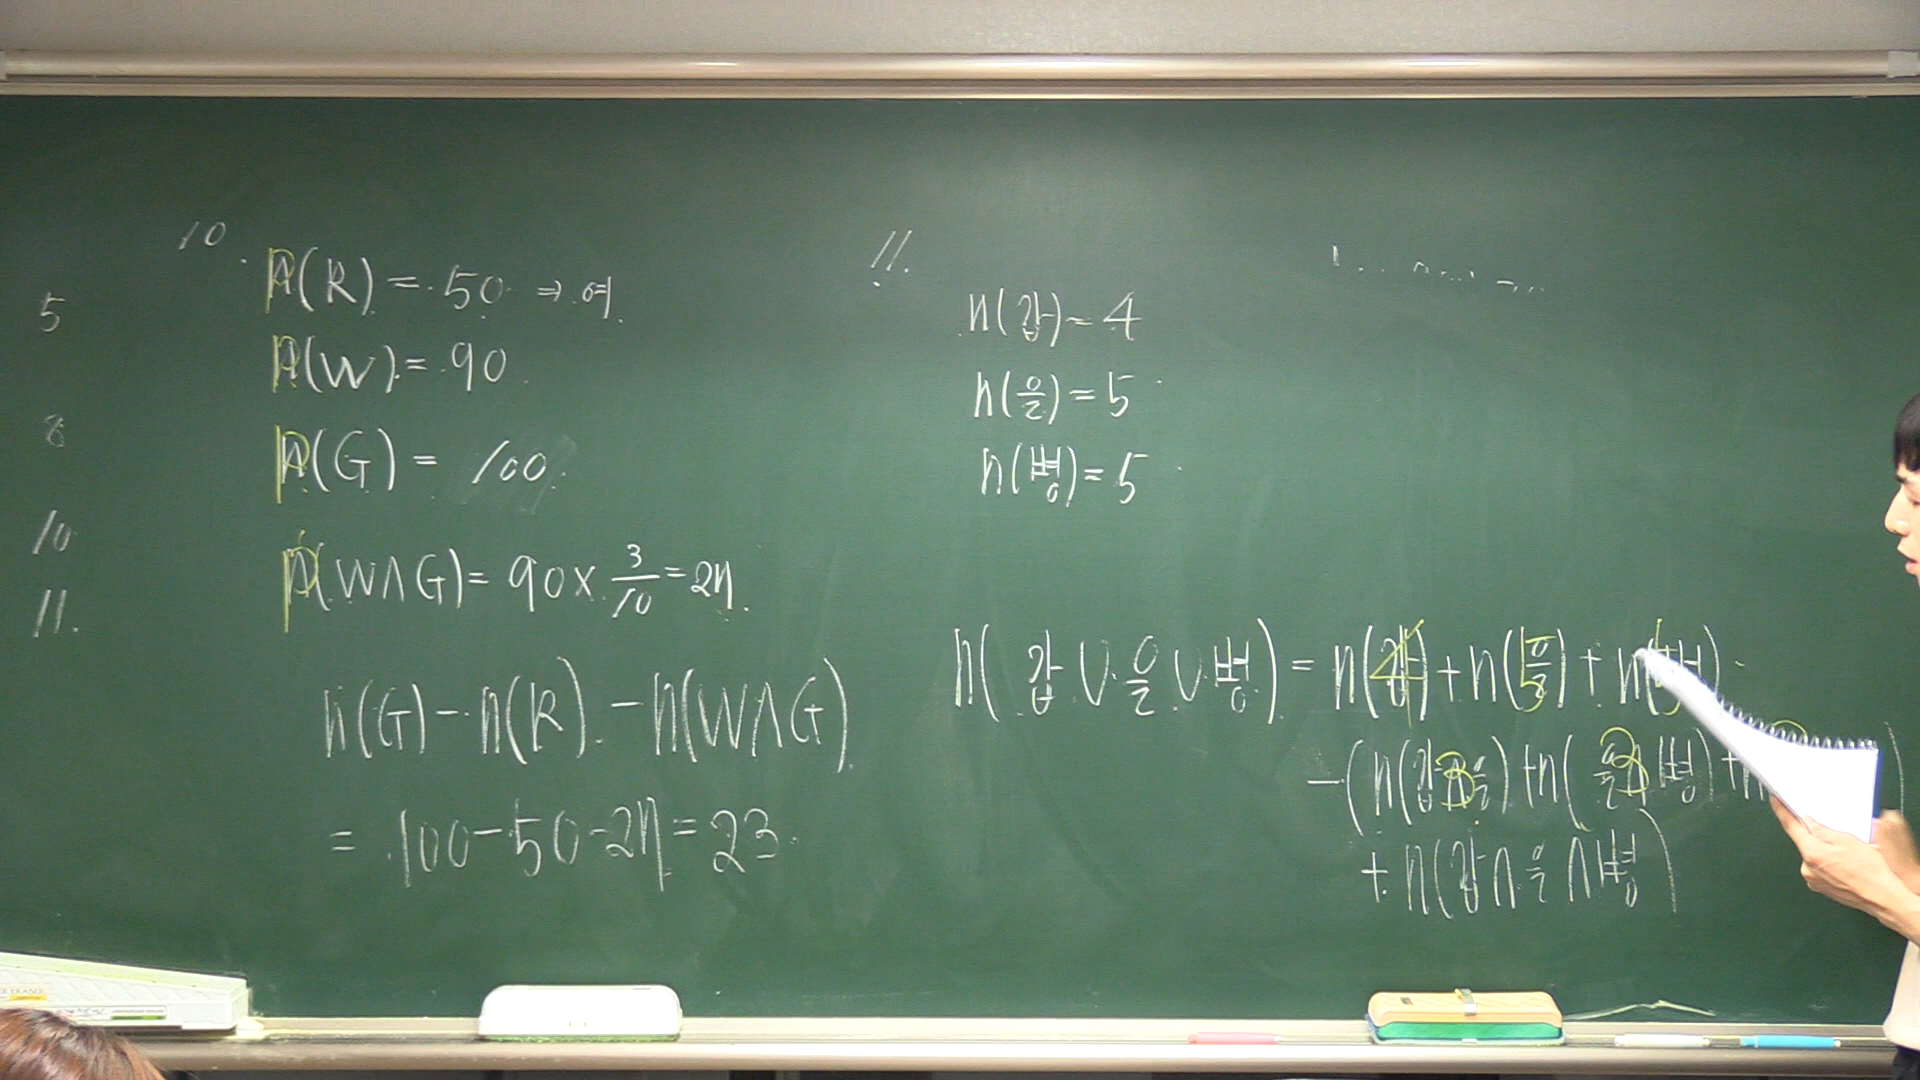 5
8
10
11.
10.
P(R) = 50 ⇒ 여
P(W) = 90
P(G) = 100
P(W∧G) = 90 × 3/10 = 27
n(G) - n(R) - n(W∧G)
= 100 - 50 - 27 = 23
11.
n(갑) = 4
n(을) = 5
n(병) = 5
n(갑 ∪ 을 ∪ 병) = n(갑) + n(을) + n(병)
- (n(갑∩을) + n(을∩병) + n
+ n(갑∩을∩병)